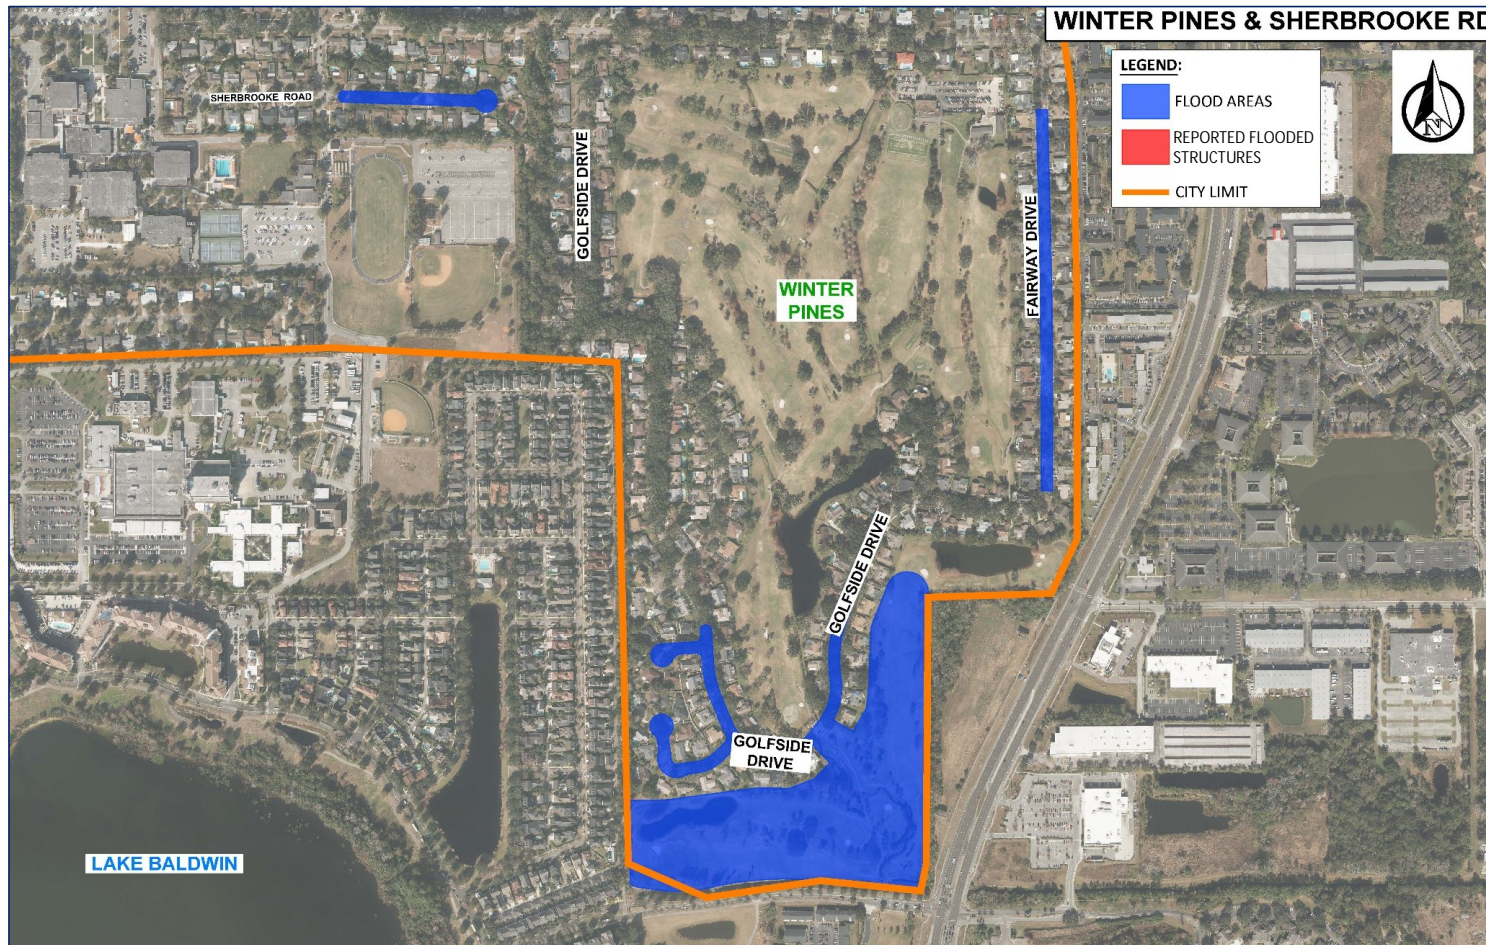 WINTER PINES & SHERBROOKE RD
LEGEND:
FLOOD AREAS
REPORTED FLOODED
STRUCTURES
CITY LIMIT
N
SHERBROOKE ROAD
GOLFSIDE DRIVE
FAIRWAY DRIVE
WINTER
PINES
GOLFSIDE DRIVE
GOLFSIDE
DRIVE
LAKE BALDWIN